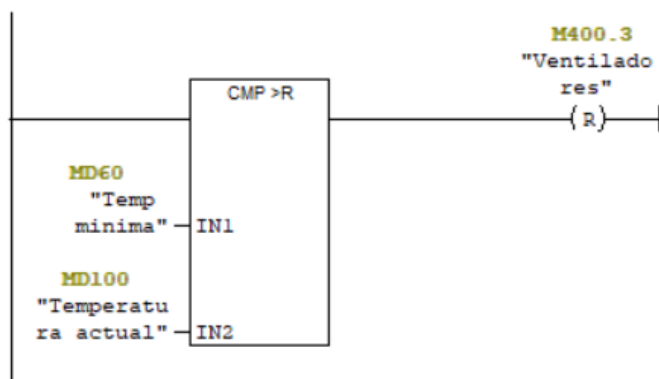 M400.3
"Ventilado
res"
CMP >R
(R)
MD60
"Temp
minima"
IN1
MD100
"Temperatu
ra actual"
IN2